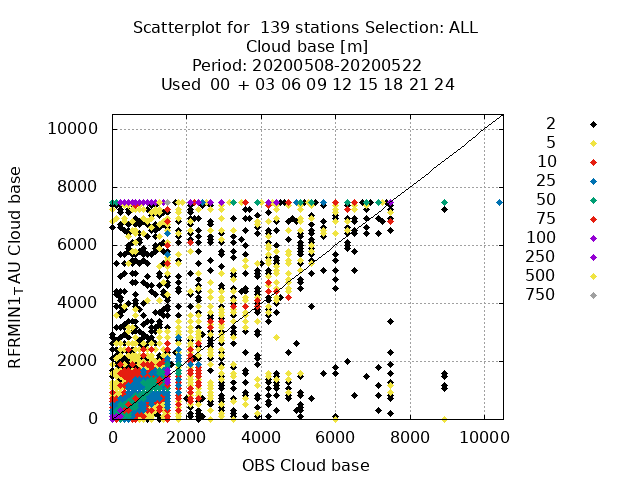 Scatterplot for 139 stations Selection: ALL
Cloud base [m]
Period: 20200508-20200522
Used 00 + 03 06 09 12 15 18 21 24
RFRMIN1T AU Cloud base
10000
8000
6000
4000
2000
0
0 2000 4000 6000 8000 10000
OBS Cloud base
2
5
10
25
50
75
100
250
500
750